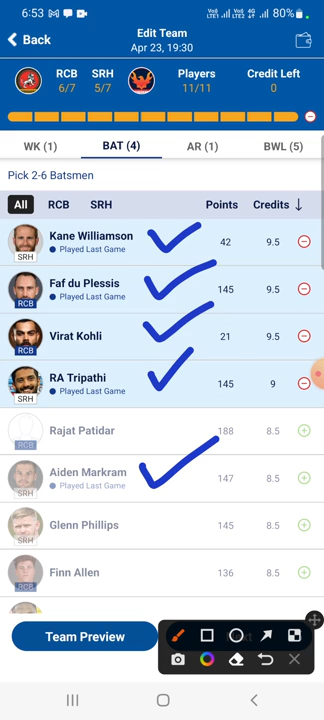 6:53 80%
Edit Team
Back Apr 23, 19:30
RCB SRH Players Credit Left
6/7 5/7 11/11 0
WK (1) BAT (4) AR (1) BWL (5)
Pick 2-6 Batsmen
All RCB SRH Points Credits ↓
Kane Williamson 42 9.5
Played Last Game
SRH
Faf du Plessis 145 9.5
Played Last Game
RCB
Virat Kohli 21 9.5
RCB
RA Tripathi 145 9
Played Last Game
SRH
Rajat Patidar 188 8.5
RCB
Aiden Markram 147 8.5
Played Last Game
SRH
Glenn Phillips 145 8.5
SRH
Finn Allen 136 8.5
RCB
Team Preview